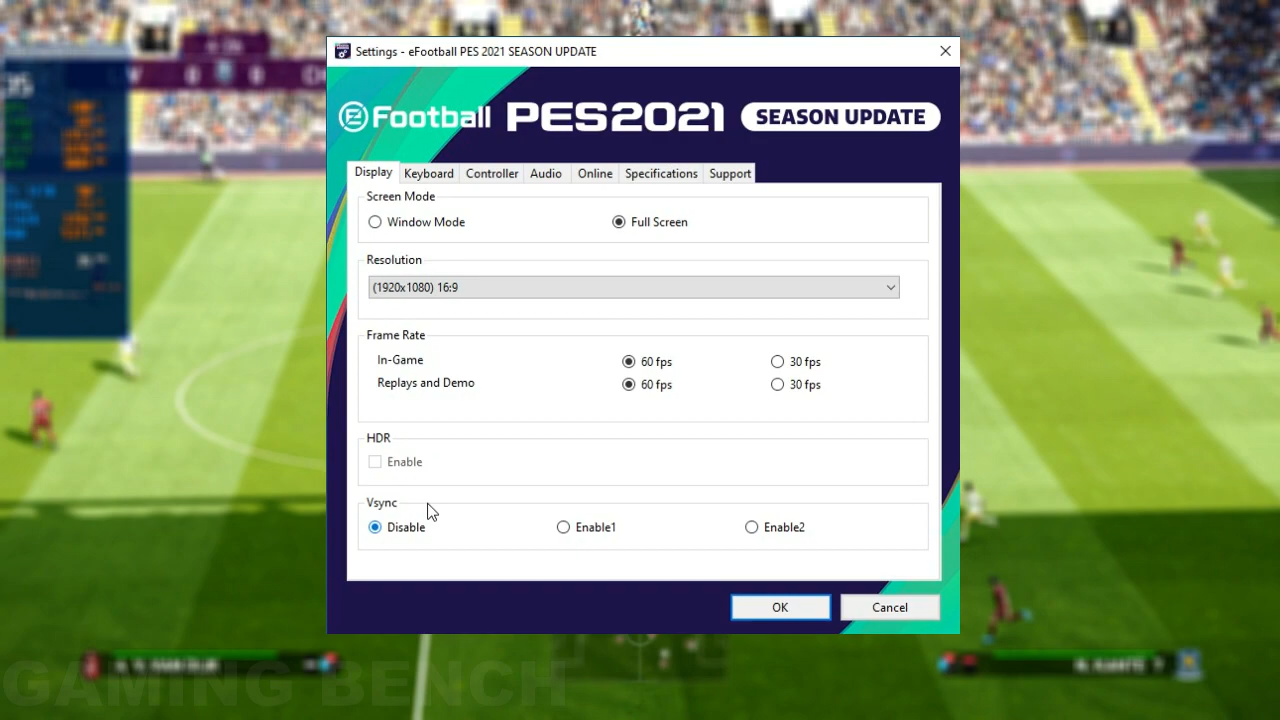 Settings - eFootball PES 2021 SEASON UPDATE
eFootball PES2021 SEASON UPDATE
Display Keyboard Controller Audio Online Specifications Support
Screen Mode
Window Mode Full Screen
Resolution
(1920x1080) 16:9
Frame Rate
In-Game 60 fps 30 fps
Replays and Demo 60 fps 30 fps
HDR
Enable
Vsync
Disable Enable1 Enable2
OK Cancel
GAMING BENCH